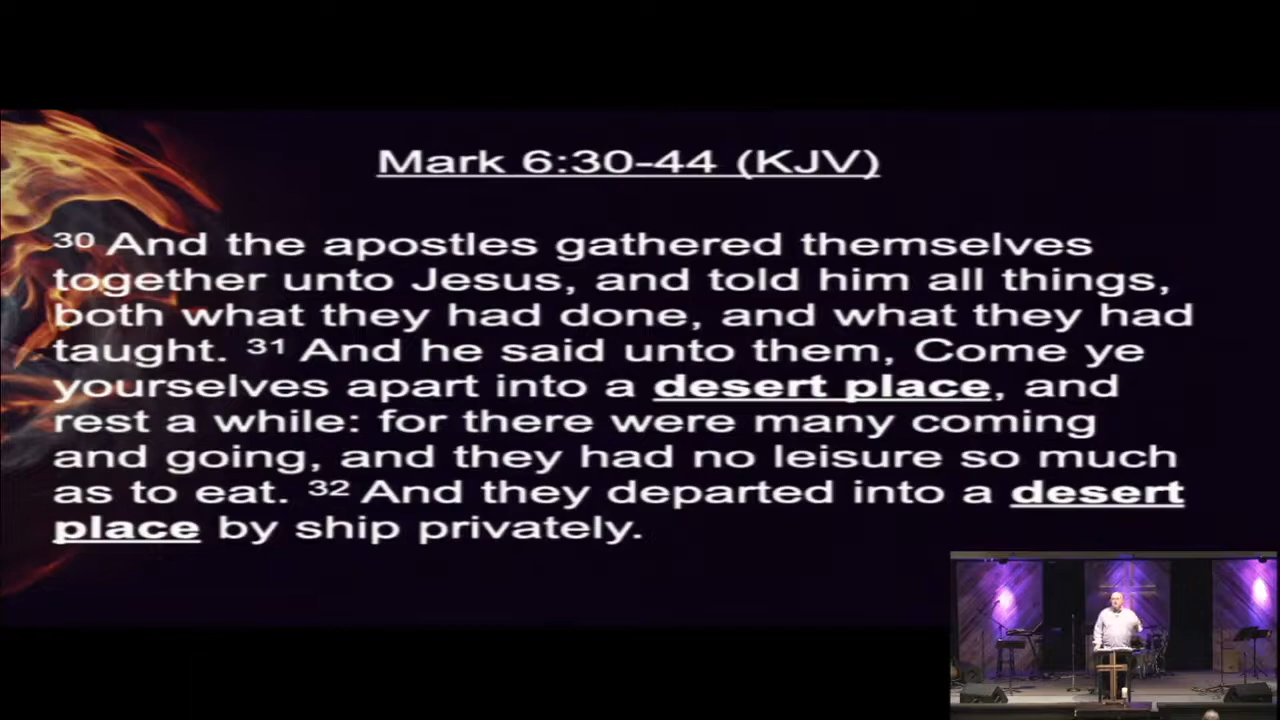 Mark 6:30-44 (KJV)
30 And the apostles gathered themselves
together unto Jesus, and told him all things,
both what they had done, and what they had
taught. 31 And he said unto them, Come ye
yourselves apart into a desert place, and
rest a while: for there were many coming
and going, and they had no leisure so much
as to eat. 32 And they departed into a desert
place by ship privately.